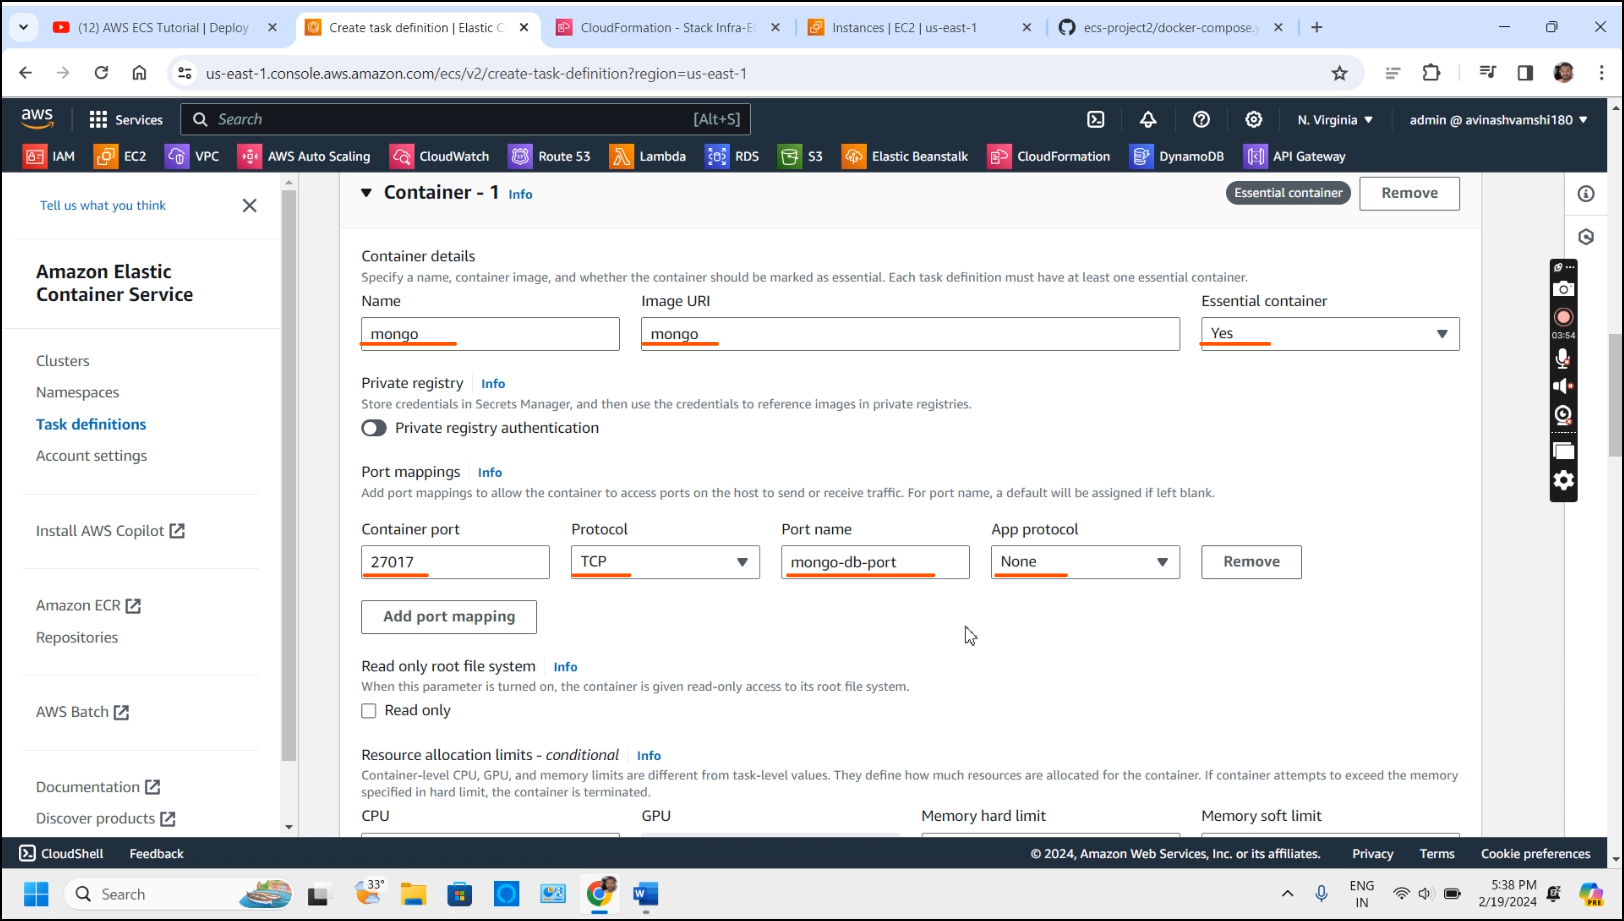 (12) AWS ECS Tutorial | Deploy
Create task definition | Elastic C
CloudFormation - Stack Infra-EC
Instances | EC2 | us-east-1
ecs-project2/docker-compose.y
us-east-1.console.aws.amazon.com/ecs/v2/create-task-definition?region=us-east-1
aws
Services
Search
[Alt+S]
N. Virginia
admin @ avinashvamshi180
IAM
EC2
VPC
AWS Auto Scaling
CloudWatch
Route 53
Lambda
RDS
S3
Elastic Beanstalk
CloudFormation
DynamoDB
API Gateway
Tell us what you think
Amazon Elastic
Container Service
Clusters
Namespaces
Task definitions
Account settings
Install AWS Copilot
Amazon ECR
Repositories
AWS Batch
Documentation
Discover products
Container - 1 Info
Essential container
Remove
Container details
Specify a name, container image, and whether the container should be marked as essential. Each task definition must have at least one essential container.
Name
Image URI
Essential container
mongo
mongo
Yes
Private registry
Info
Store credentials in Secrets Manager, and then use the credentials to reference images in private registries.
Private registry authentication
Port mappings
Info
Add port mappings to allow the container to access ports on the host to send or receive traffic. For port name, a default will be assigned if left blank.
Container port
Protocol
Port name
App protocol
27017
TCP
mongo-db-port
None
Remove
Add port mapping
Read only root file system
Info
When this parameter is turned on, the container is given read-only access to its root file system.
Read only
Resource allocation limits - conditional
Info
Container-level CPU, GPU, and memory limits are different from task-level values. They define how much resources are allocated for the container. If container attempts to exceed the memory
specified in hard limit, the container is terminated.
CPU
GPU
Memory hard limit
Memory soft limit
03:54
CloudShell
Feedback
© 2024, Amazon Web Services, Inc. or its affiliates.
Privacy
Terms
Cookie preferences
Search
33°
ENG
IN
5:38 PM
2/19/2024
PRE